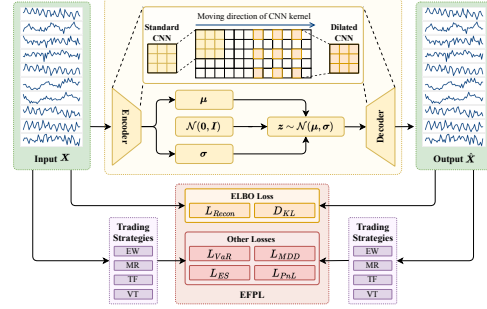 Moving direction of CNN kernel
Standard
CNN
Dilated
CNN
Encoder
μ
N(0, I)
z ∼ N(μ, σ)
σ
Decoder
Input X
Output X̂
ELBO Loss
L_Recon
D_KL
Other Losses
L_VaR
L_MDD
L_ES
L_PnL
EFPL
Trading
Strategies
EW
MR
TF
VT
Trading
Strategies
EW
MR
TF
VT